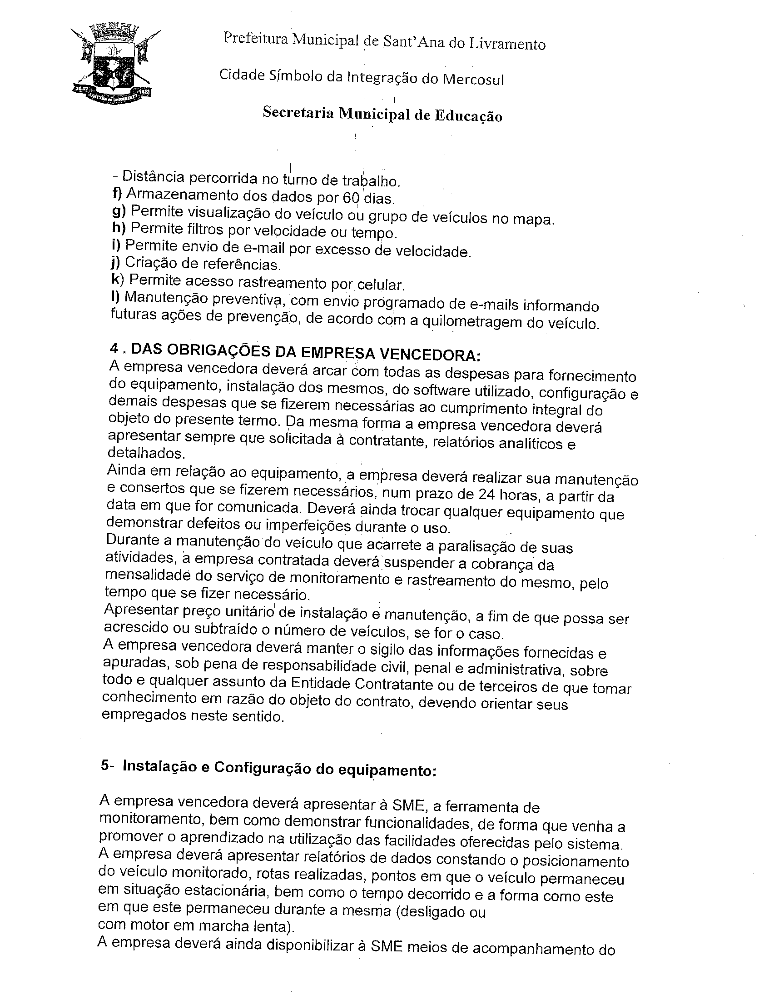 Prefeitura Municipal de Sant'Ana do Livramento
Cidade Símbolo da Integração do Mercosul
Secretaria Municipal de Educação
- Distância percorrida no turno de trabalho.
f) Armazenamento dos dados por 60 dias.
g) Permite visualização do veículo ou grupo de veículos no mapa.
h) Permite filtros por velocidade ou tempo.
i) Permite envio de e-mail por excesso de velocidade.
j) Criação de referências.
k) Permite acesso rastreamento por celular.
l) Manutenção preventiva, com envio programado de e-mails informando
futuras ações de prevenção, de acordo com a quilometragem do veículo.
4 . DAS OBRIGAÇÕES DA EMPRESA VENCEDORA:
A empresa vencedora deverá arcar com todas as despesas para fornecimento
do equipamento, instalação dos mesmos, do software utilizado, configuração e
demais despesas que se fizerem necessárias ao cumprimento integral do
objeto do presente termo. Da mesma forma a empresa vencedora deverá
apresentar sempre que solicitada à contratante, relatórios analíticos e
detalhados.
Ainda em relação ao equipamento, a empresa deverá realizar sua manutenção
e consertos que se fizerem necessários, num prazo de 24 horas, a partir da
data em que for comunicada. Deverá ainda trocar qualquer equipamento que
demonstrar defeitos ou imperfeições durante o uso.
Durante a manutenção do veículo que acarrete a paralisação de suas
atividades, a empresa contratada deverá suspender a cobrança da
mensalidade do serviço de monitoramento e rastreamento do mesmo, pelo
tempo que se fizer necessário.
Apresentar preço unitário de instalação e manutenção, a fim de que possa ser
acrescido ou subtraído o número de veículos, se for o caso.
A empresa vencedora deverá manter o sigilo das informações fornecidas e
apuradas, sob pena de responsabilidade civil, penal e administrativa, sobre
todo e qualquer assunto da Entidade Contratante ou de terceiros de que tomar
conhecimento em razão do objeto do contrato, devendo orientar seus
empregados neste sentido.
5- Instalação e Configuração do equipamento:
A empresa vencedora deverá apresentar à SME, a ferramenta de
monitoramento, bem como demonstrar funcionalidades, de forma que venha a
promover o aprendizado na utilização das facilidades oferecidas pelo sistema.
A empresa deverá apresentar relatórios de dados constando o posicionamento
do veículo monitorado, rotas realizadas, pontos em que o veículo permaneceu
em situação estacionária, bem como o tempo decorrido e a forma como este
em que este permaneceu durante a mesma (desligado ou
com motor em marcha lenta).
A empresa deverá ainda disponibilizar à SME meios de acompanhamento do